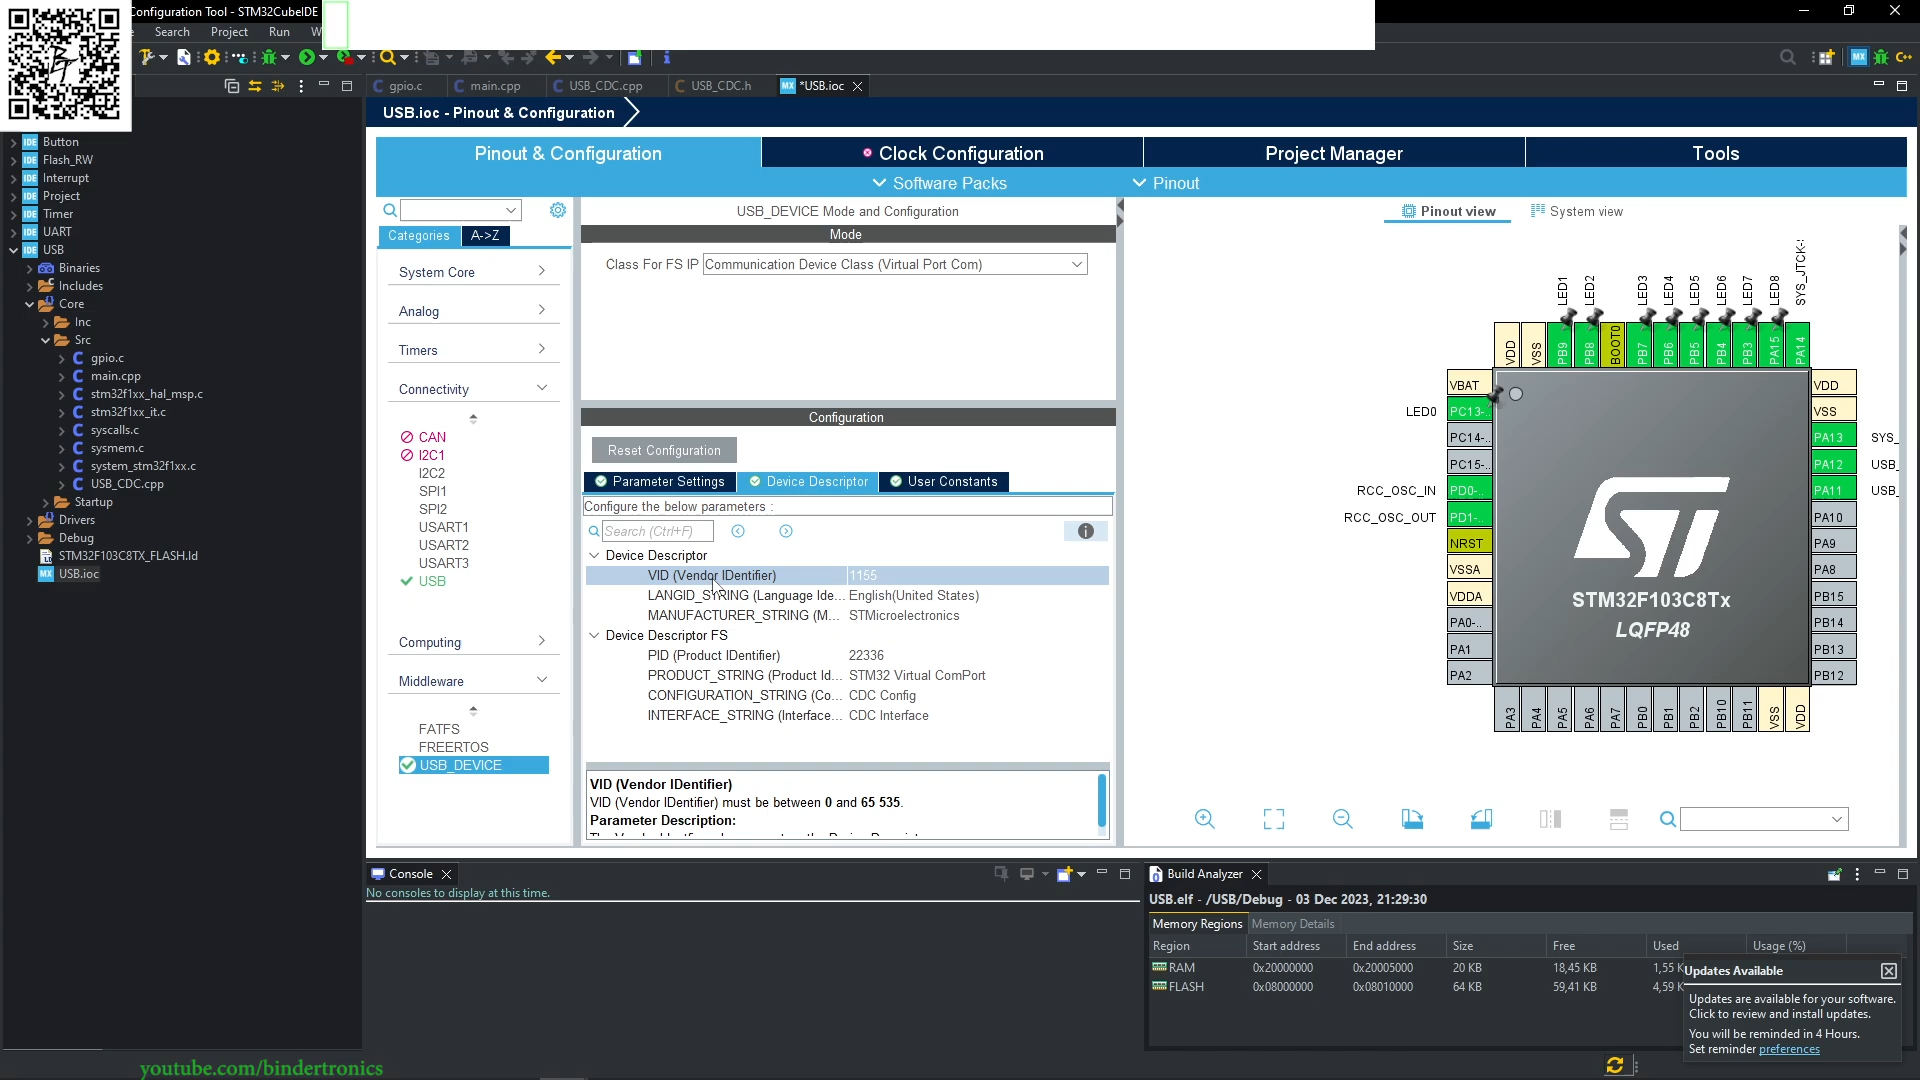 Configuration Tool - STM32CubeIDE
Search Project Run
gpio.c
main.cpp
USB_CDC.cpp
USB_CDC.h
*USB.ioc
USB.ioc - Pinout & Configuration
Pinout & Configuration
Clock Configuration
Project Manager
Tools
Software Packs
Pinout
Button
Flash_RW
Interrupt
Project
Timer
UART
USB
Binaries
Includes
Core
Inc
Src
gpio.c
main.cpp
stm32f1xx_hal_msp.c
stm32f1xx_it.c
syscalls.c
sysmem.c
system_stm32f1xx.c
USB_CDC.cpp
Startup
Drivers
Debug
STM32F103C8TX_FLASH.ld
USB.ioc
Categories
A->Z
System Core
Analog
Timers
Connectivity
CAN
I2C1
I2C2
SPI1
SPI2
USART1
USART2
USART3
USB
Computing
Middleware
FATFS
FREERTOS
USB_DEVICE
USB_DEVICE Mode and Configuration
Mode
Class For FS IP Communication Device Class (Virtual Port Com)
Configuration
Reset Configuration
Parameter Settings
Device Descriptor
User Constants
Configure the below parameters :
Search (Ctrl+F)
Device Descriptor
VID (Vendor IDentifier) 1155
LANGID_STRING (Language Ide... English(United States)
MANUFACTURER_STRING (M... STMicroelectronics
Device Descriptor FS
PID (Product IDentifier) 22336
PRODUCT_STRING (Product Id... STM32 Virtual ComPort
CONFIGURATION_STRING (Co... CDC Config
INTERFACE_STRING (Interface... CDC Interface
VID (Vendor IDentifier)
VID (Vendor IDentifier) must be between 0 and 65 535.
Parameter Description:
Pinout view
System view
LED1
LED2
LED3
LED4
LED5
LED6
LED7
LED8
VDD
VSS
PB9
PB8
BOOT0
PB7
PB6
PB5
PB4
PB3
PA15
PA14
VBAT
LED0 PC13-..
PC14-..
PC15-..
RCC_OSC_IN PD0-..
RCC_OSC_OUT PD1-..
NRST
VSSA
VDDA
PA0-..
PA1
PA2
VDD
VSS
PA13 SYS_
PA12 USB_
PA11 USB_
PA10
PA9
PA8
PB15
PB14
PB13
PB12
STM32F103C8Tx
LQFP48
PA3
PA4
PA5
PA6
PA7
PB0
PB1
PB2
PB10
PB11
VSS
VDD
Console
No consoles to display at this time.
Build Analyzer
USB.elf - /USB/Debug - 03 Dec 2023, 21:29:30
Memory Regions
Memory Details
Region Start address End address Size Free Used Usage (%)
RAM 0x20000000 0x20005000 20 KB 18,45 KB 1,55 K
FLASH 0x08000000 0x08010000 64 KB 59,41 KB 4,59 K
Updates Available
Updates are available for your software.
Click to review and install updates.
You will be reminded in 4 Hours.
Set reminder preferences
youtube.com/bindertronics